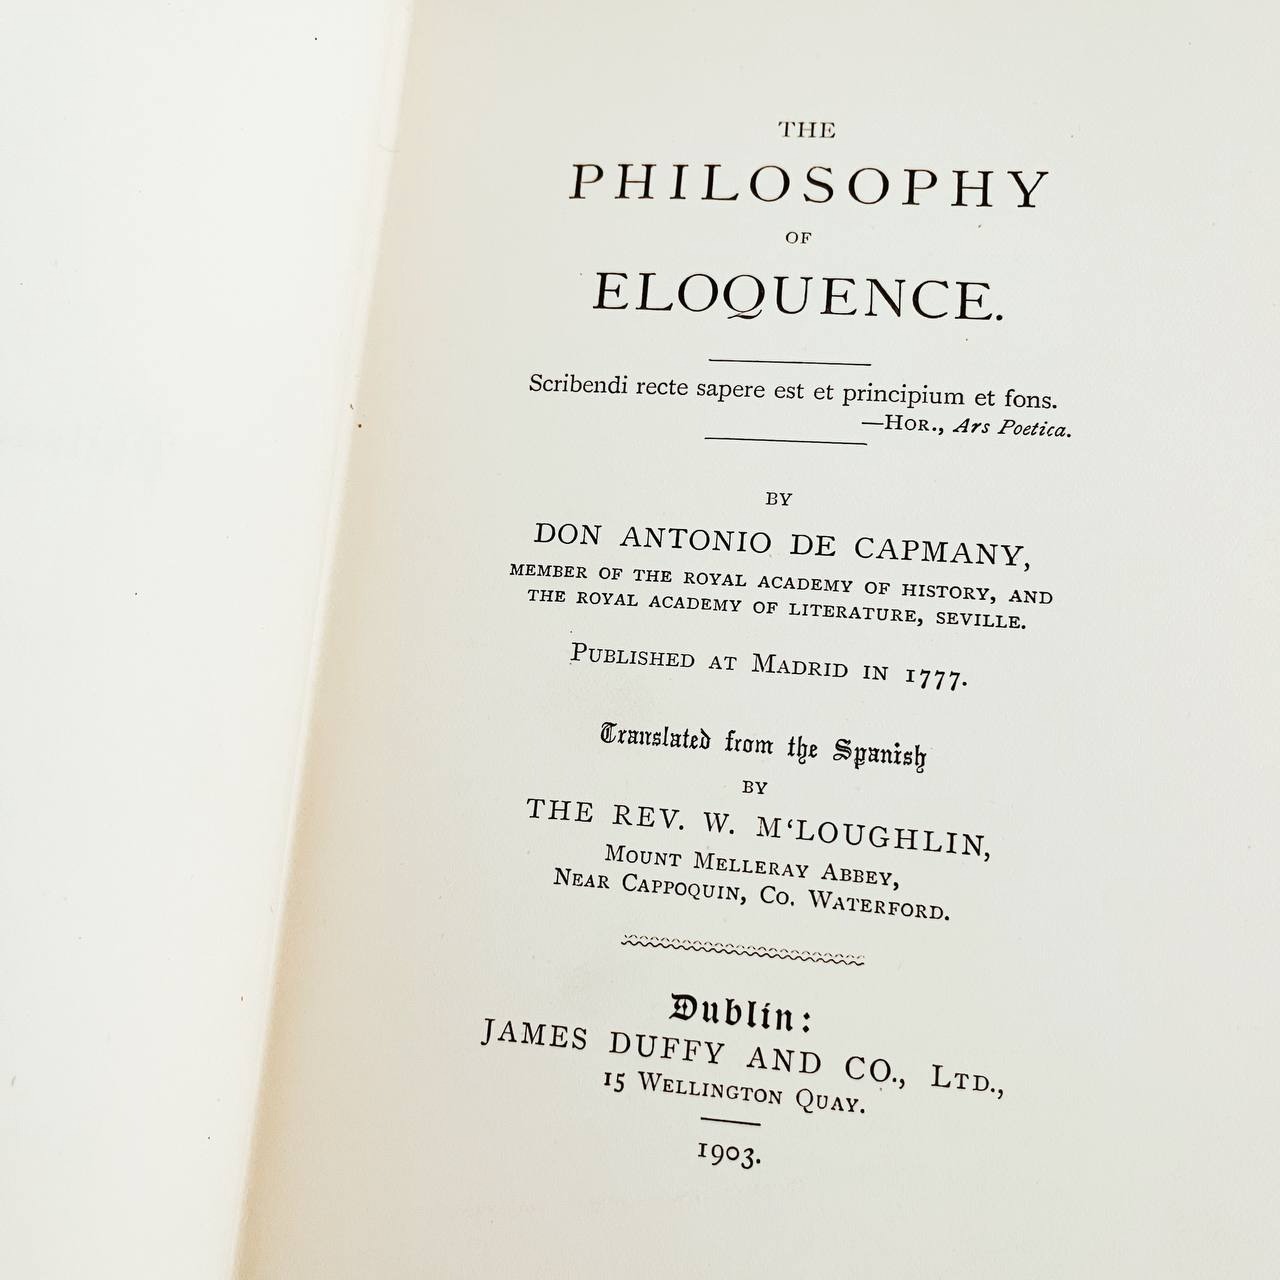 THE
PHILOSOPHY
OF
ELOQUENCE.
Scribendi recte sapere est et principium et fons.
—HOR., Ars Poetica.
BY
DON ANTONIO DE CAPMANY,
MEMBER OF THE ROYAL ACADEMY OF HISTORY, AND
THE ROYAL ACADEMY OF LITERATURE, SEVILLE.
PUBLISHED AT MADRID IN 1777.
Translated from the Spanish
BY
THE REV. W. M‘LOUGHLIN,
MOUNT MELLERAY ABBEY,
NEAR CAPPOQUIN, CO. WATERFORD.
Dublin:
JAMES DUFFY AND CO., LTD.,
15 WELLINGTON QUAY.
1903.